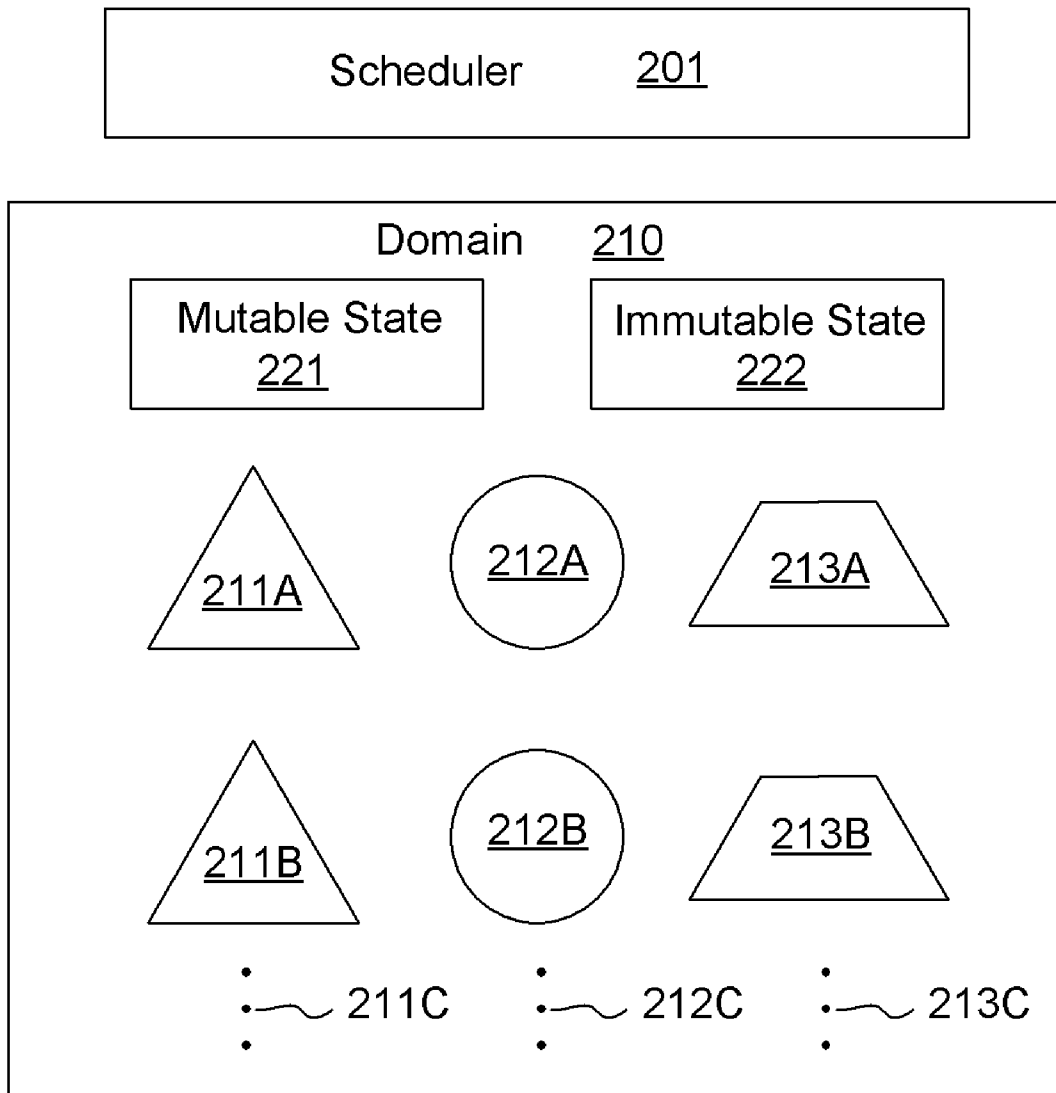 Scheduler 201
Domain 210
Mutable State
221
Immutable State
222
211A
212A
213A
211B
212B
213B
211C
212C
213C